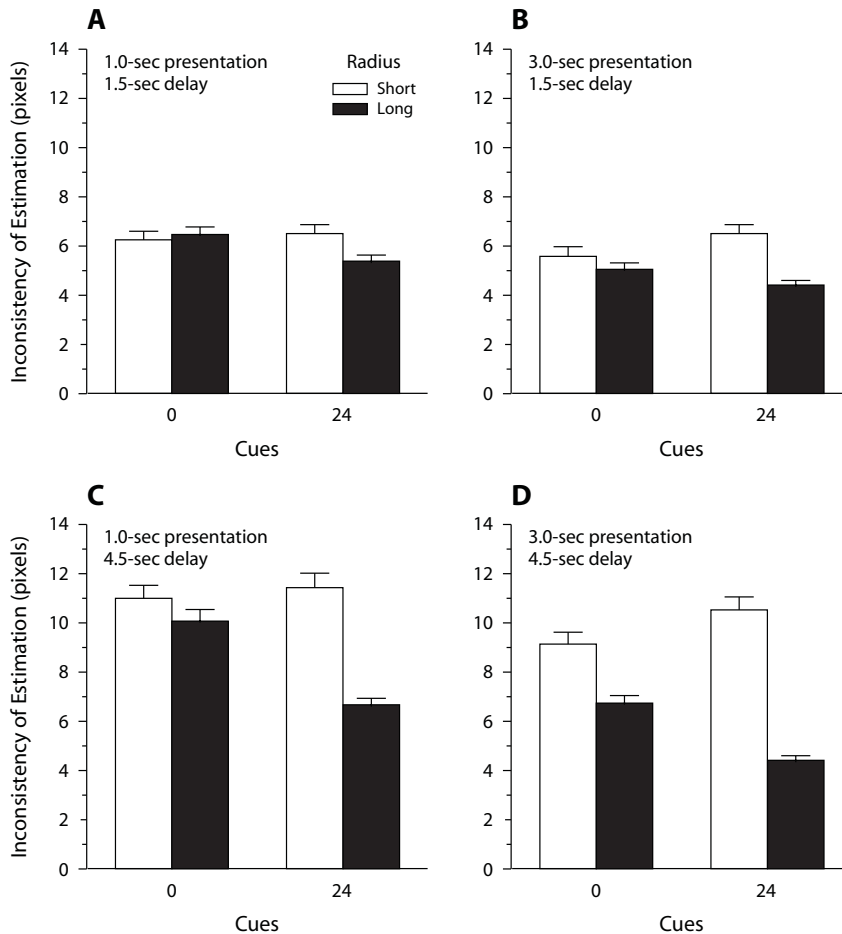 A
Inconsistency of Estimation (pixels)
14
12
10
8
6
4
2
0
1.0-sec presentation
1.5-sec delay
Radius
Short
Long
0
24
Cues
B
14
12
10
8
6
4
2
0
3.0-sec presentation
1.5-sec delay
0
24
Cues
C
Inconsistency of Estimation (pixels)
14
12
10
8
6
4
2
0
1.0-sec presentation
4.5-sec delay
0
24
Cues
D
14
12
10
8
6
4
2
0
3.0-sec presentation
4.5-sec delay
0
24
Cues